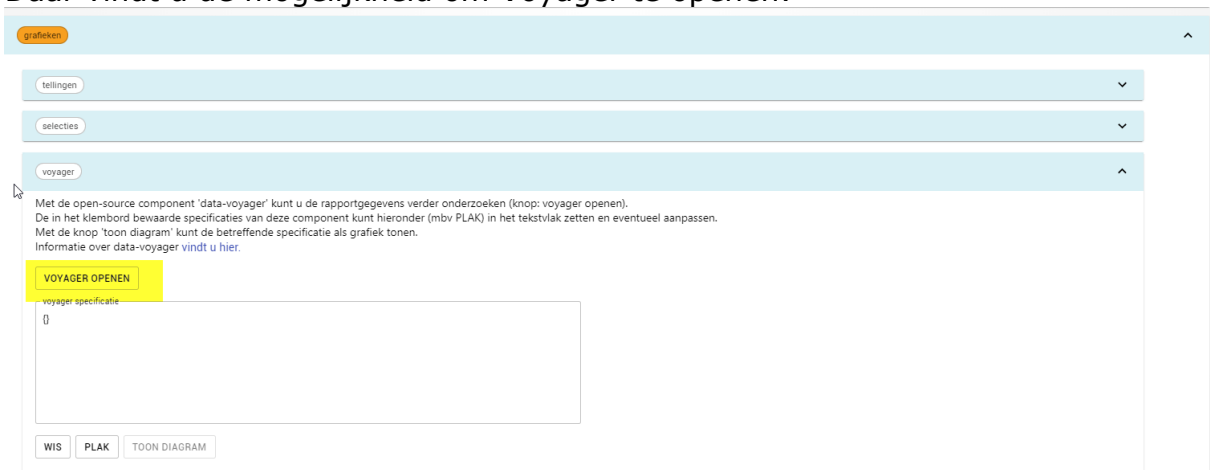 Daar vindt u de mogelijkheid om Voyager te openen.
grafieken
tellingen
selecties
voyager
Met de open-source component 'data-voyager' kunt u de rapportgegevens verder onderzoeken (knop: voyager openen).
De in het klembord bewaarde specificaties van deze component kunt hieronder (mbv PLAK) in het tekstvlak zetten en eventueel aanpassen.
Met de knop 'toon diagram' kunt de betreffende specificatie als grafiek tonen.
Informatie over data-voyager vindt u hier.
VOYAGER OPENEN
voyager specificatie
{}
WIS PLAK TOON DIAGRAM